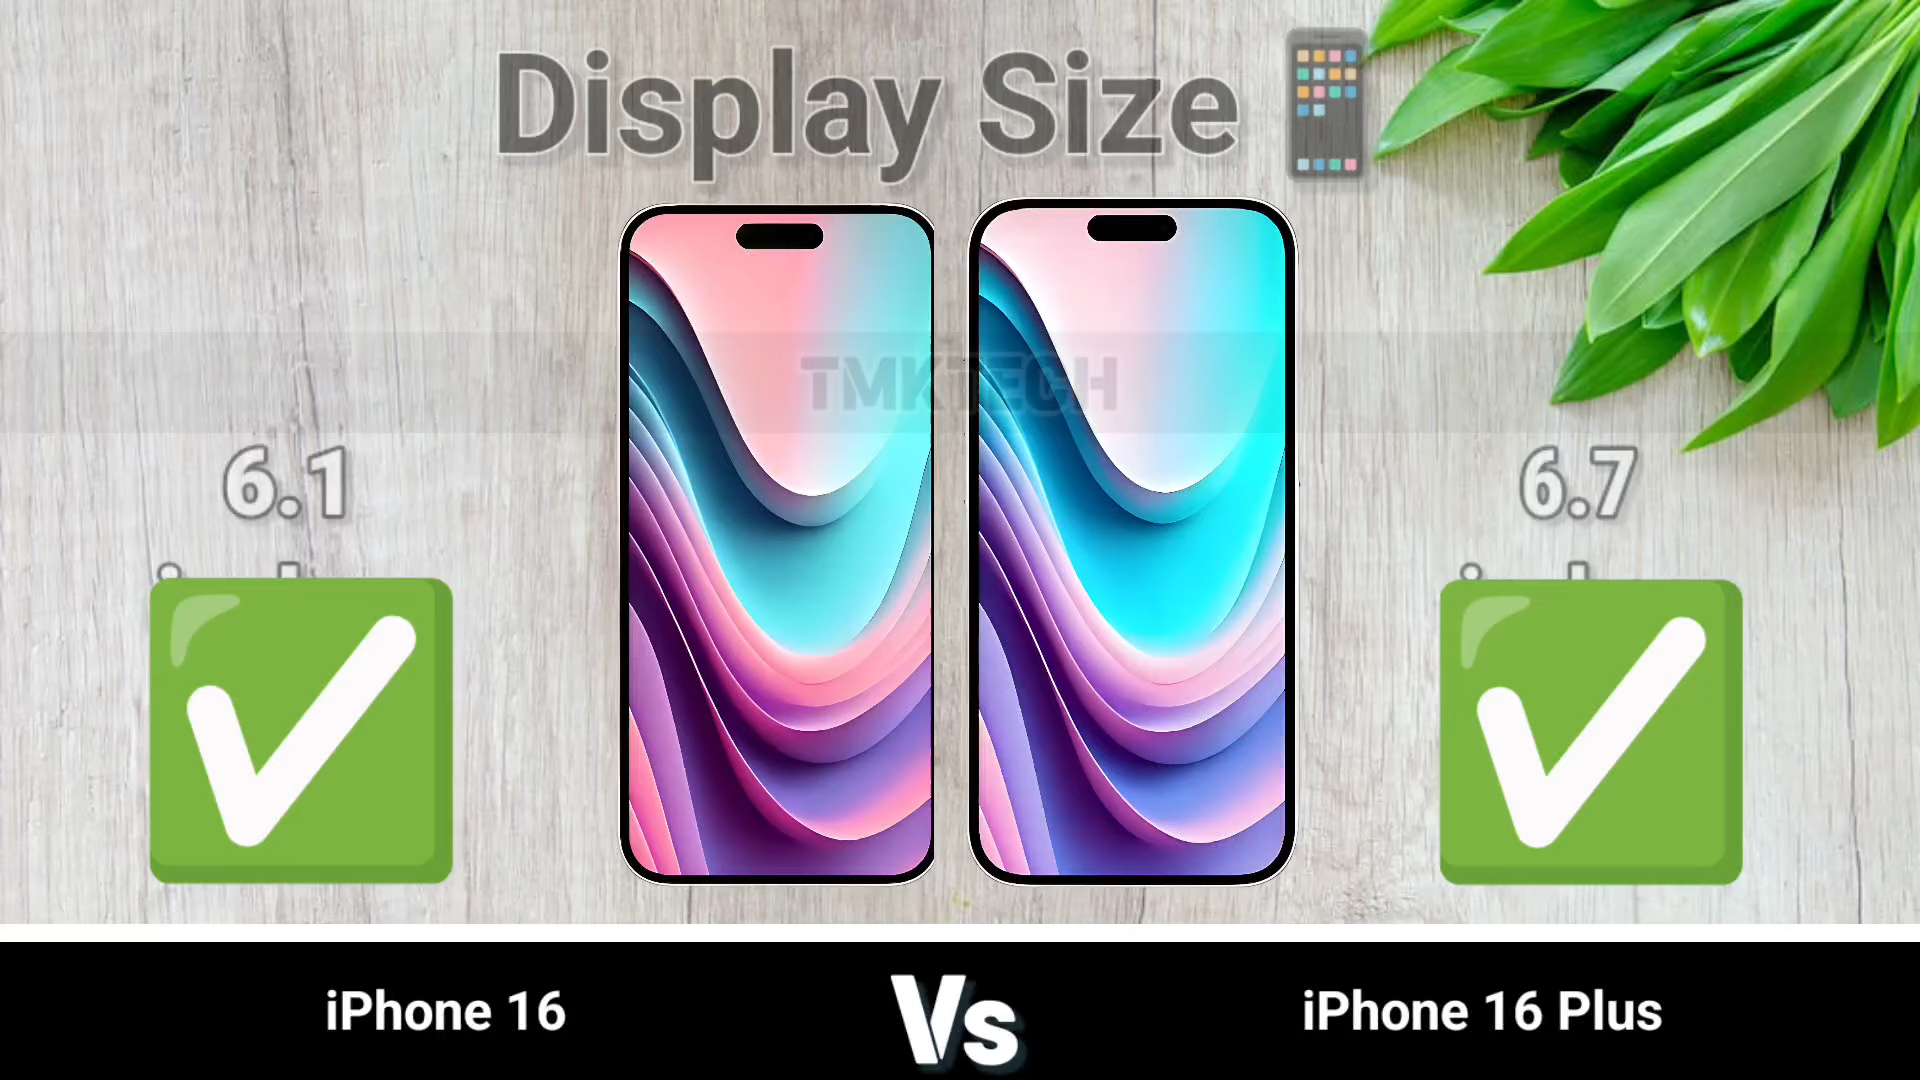 Display Size
TMKTECH
6.1
6.7
iPhone 16
Vs
iPhone 16 Plus